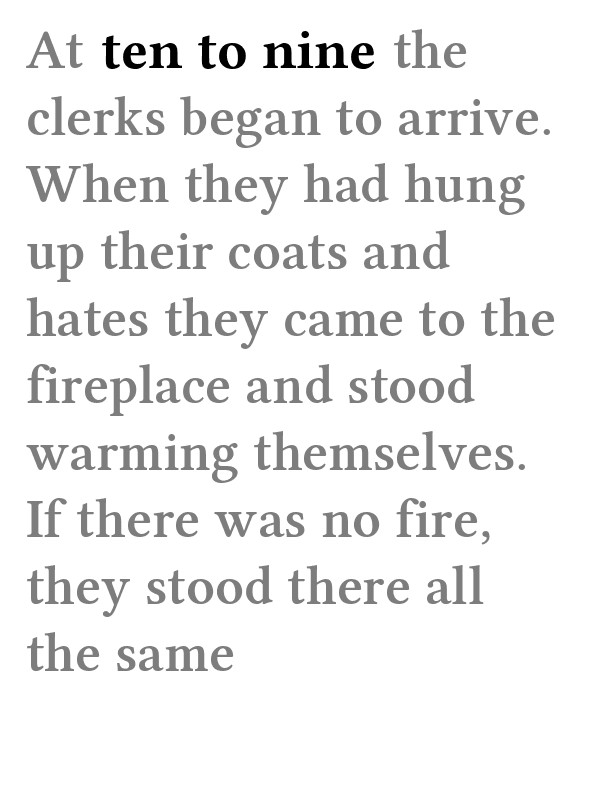 At ten to nine the
clerks began to arrive.
When they had hung
up their coats and
hates they came to the
fireplace and stood
warming themselves.
If there was no fire,
they stood there all
the same